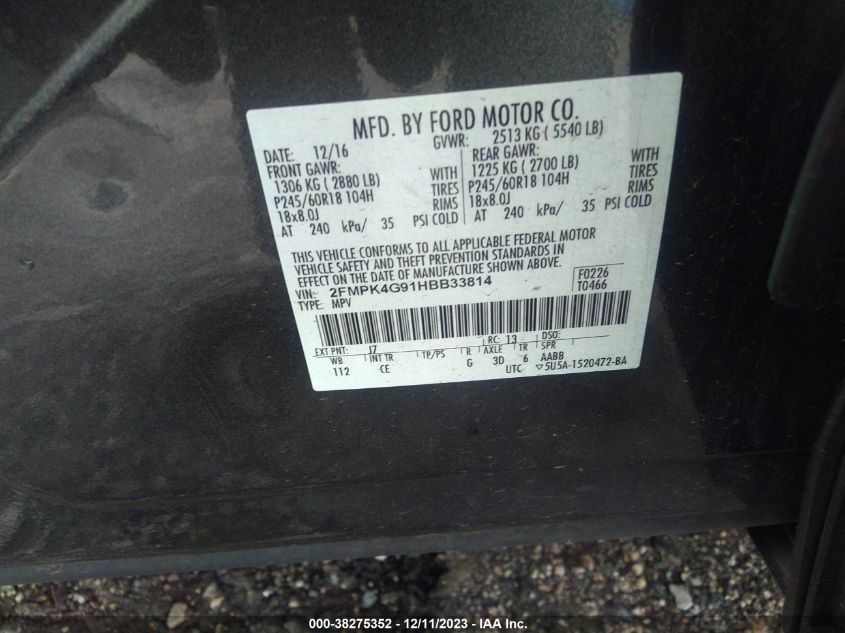 MFD. BY FORD MOTOR CO.
DATE: 12/16 GVWR: 2513 KG ( 5540 LB)
FRONT GAWR: REAR GAWR:
1306 KG ( 2880 LB) WITH 1225 KG ( 2700 LB) WITH
P245/60R18 104H TIRES P245/60R18 104H TIRES
18x8.0J RIMS 18x8.0J RIMS
AT 240 kPa/ 35 PSI COLD AT 240 kPa/ 35 PSI COLD
THIS VEHICLE CONFORMS TO ALL APPLICABLE FEDERAL MOTOR
VEHICLE SAFETY AND THEFT PREVENTION STANDARDS IN
EFFECT ON THE DATE OF MANUFACTURE SHOWN ABOVE.
VIN: 2FMPK4G91HBB33814 F0226
TYPE: MPV T0466
EXT PNT: J7 RC: 13 DSO:
WB INT TR TP/PS R AXLE TR SPR
112 CE G 3D 6 AABB
UTC ▽5U5A-1520472-BA
000-38275352 - 12/11/2023 - IAA Inc.